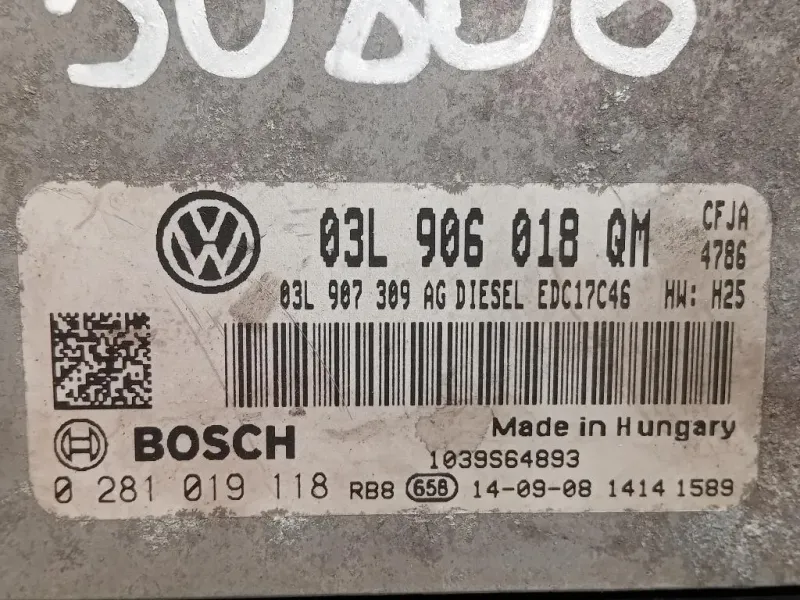 03L 906 018 QM CFJA
4786
03L 907 309 AG DIESEL EDC17C46 HW: H25
BOSCH
Made in Hungary
1039S64893
0 281 019 118 RB8 658 14-09-08 1414 1589